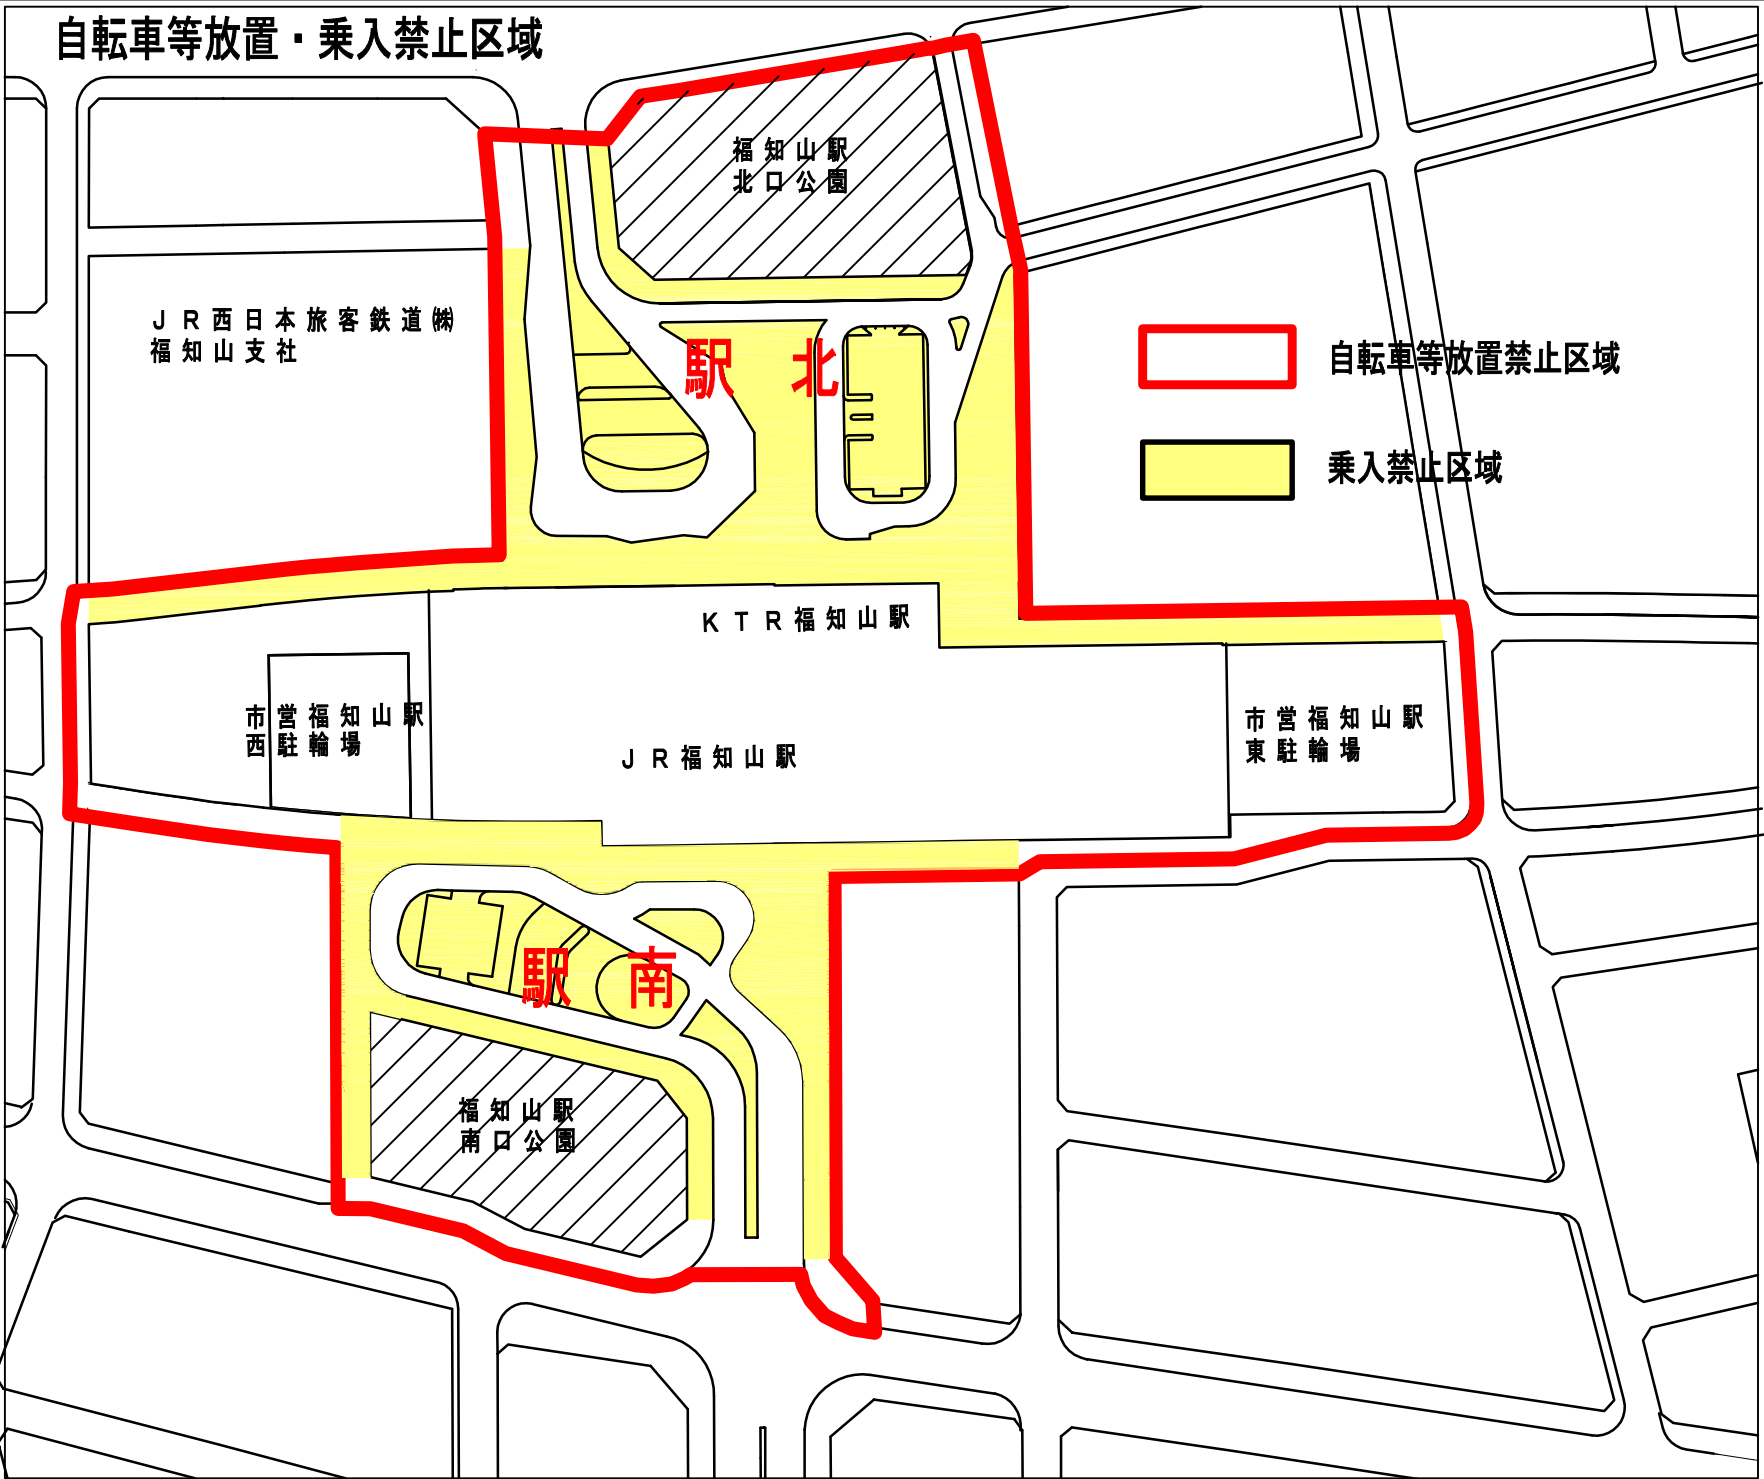 自転車等放置・乗入禁止区域
福知山駅
北口公園
JR西日本旅客鉄道㈱
福知山支社
駅北
自転車等放置禁止区域
乗入禁止区域
KTR福知山駅
市営福知山駅
西駐輪場
JR福知山駅
市営福知山駅
東駐輪場
駅南
福知山駅
南口公園